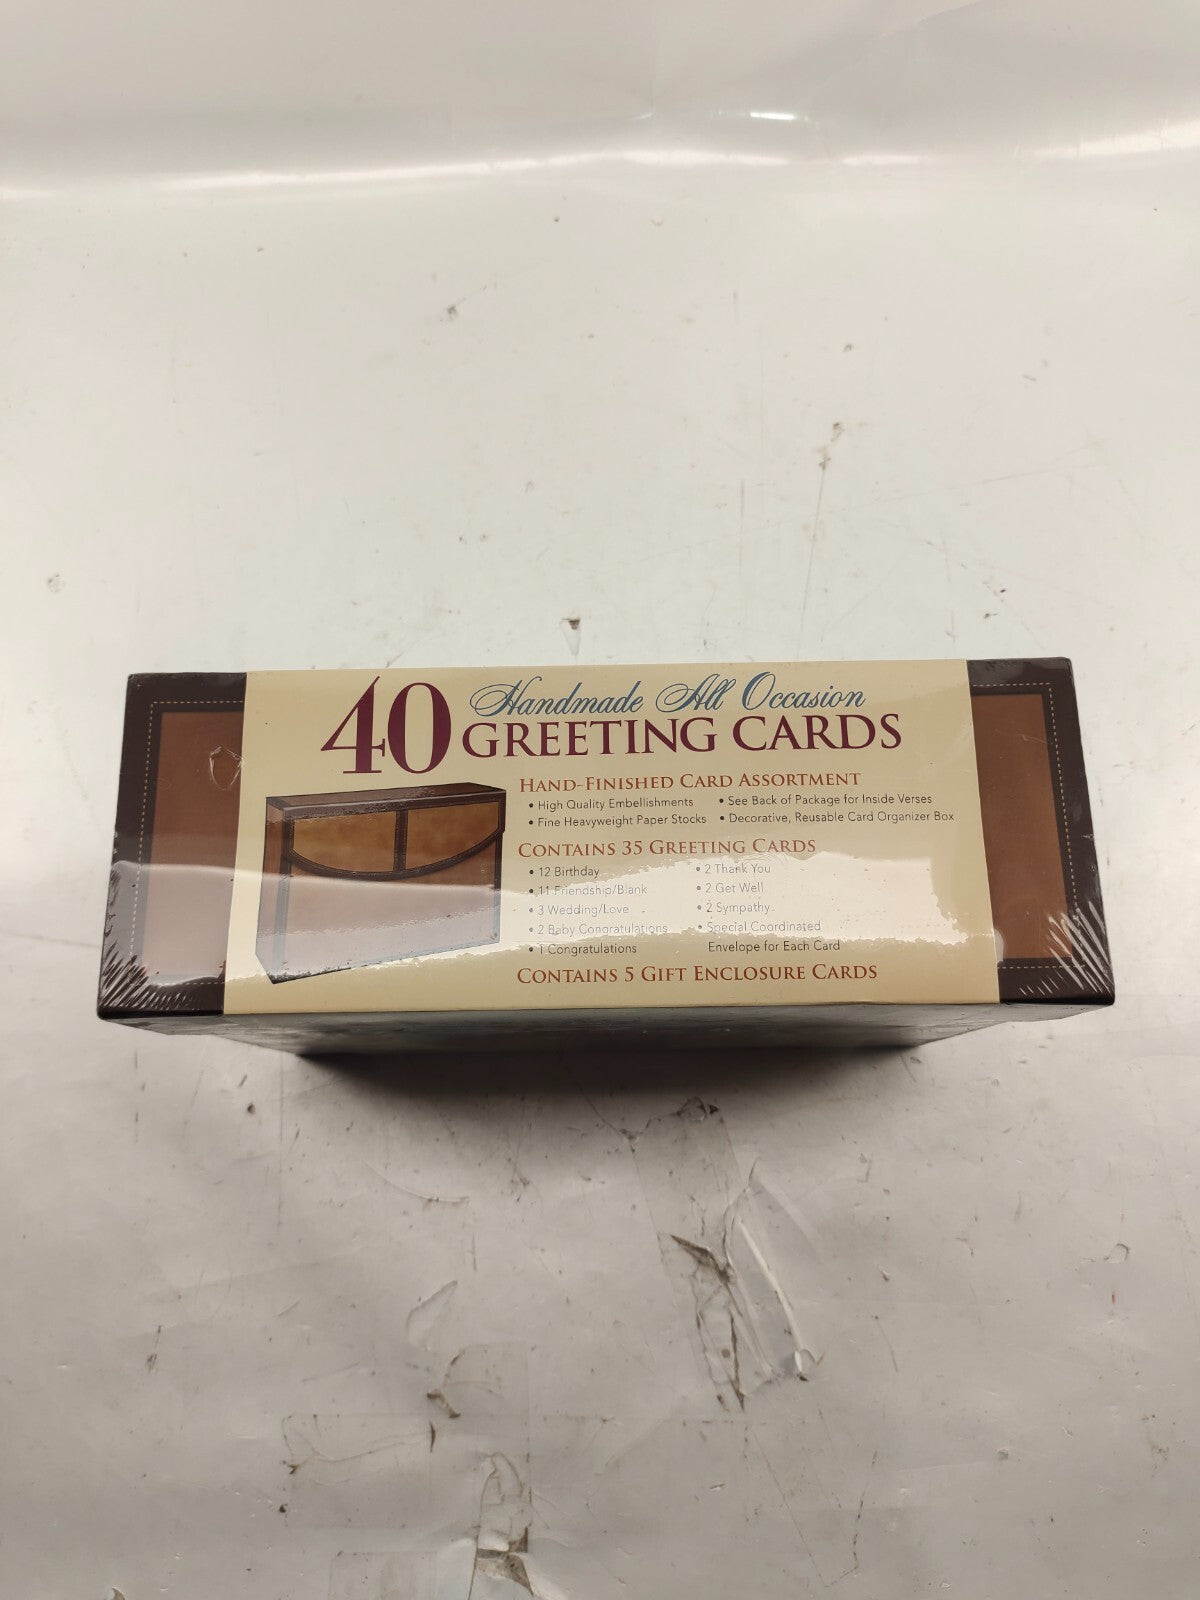 40 Handmade All Occasion
GREETING CARDS
HAND-FINISHED CARD ASSORTMENT
• High Quality Embellishments
• Fine Heavyweight Paper Stocks
• See Back of Package for Inside Verses
• Decorative, Reusable Card Organizer Box
CONTAINS 35 GREETING CARDS
• 12 Birthday
• 11 Friendship/Blank
• 3 Wedding/Love
• 2 Baby Congratulations
• 1 Congratulations
• 2 Thank You
• 2 Get Well
• 2 Sympathy
• Special Coordinated
Envelope for Each Card
CONTAINS 5 GIFT ENCLOSURE CARDS